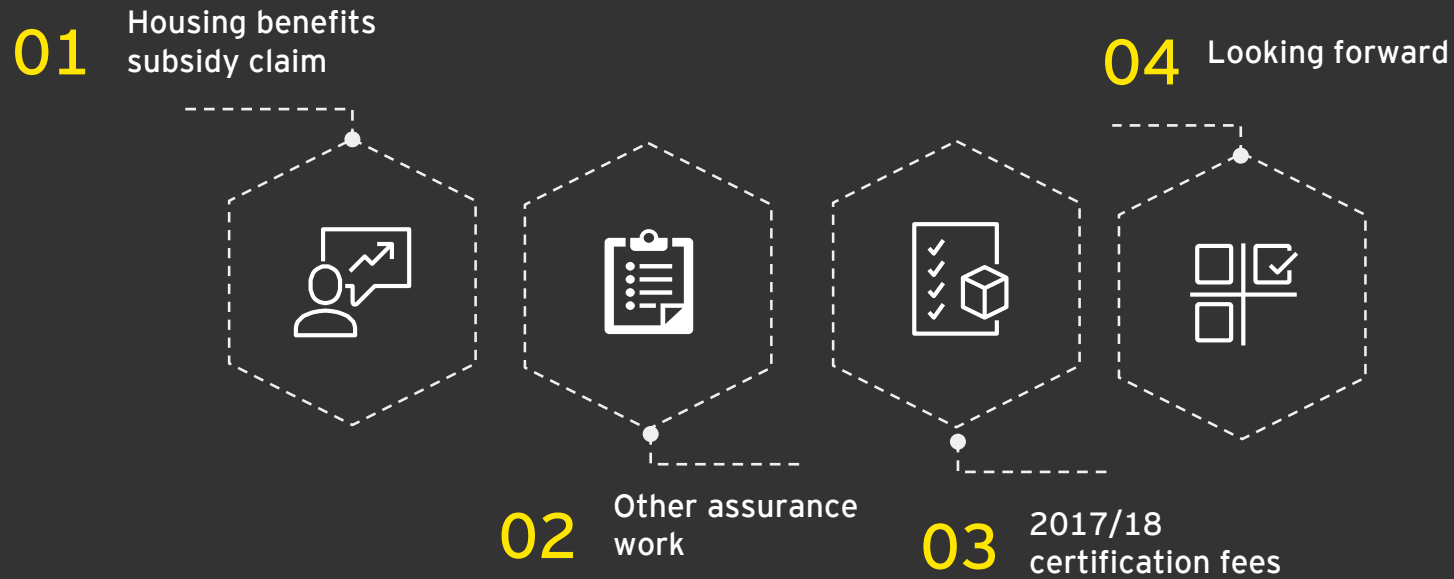 01
Housing benefits
subsidy claim
02
Other assurance
work
03
2017/18
certification fees
04
Looking forward